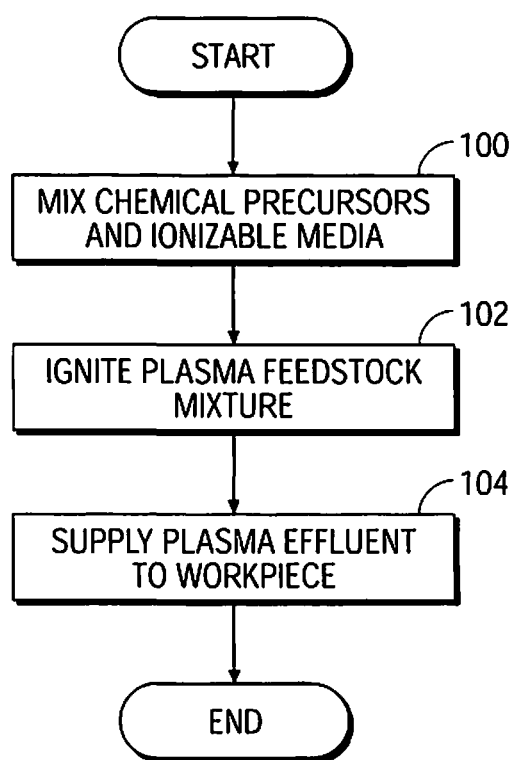 START
100
MIX CHEMICAL PRECURSORS
AND IONIZABLE MEDIA
102
IGNITE PLASMA FEEDSTOCK
MIXTURE
104
SUPPLY PLASMA EFFLUENT
TO WORKPIECE
END